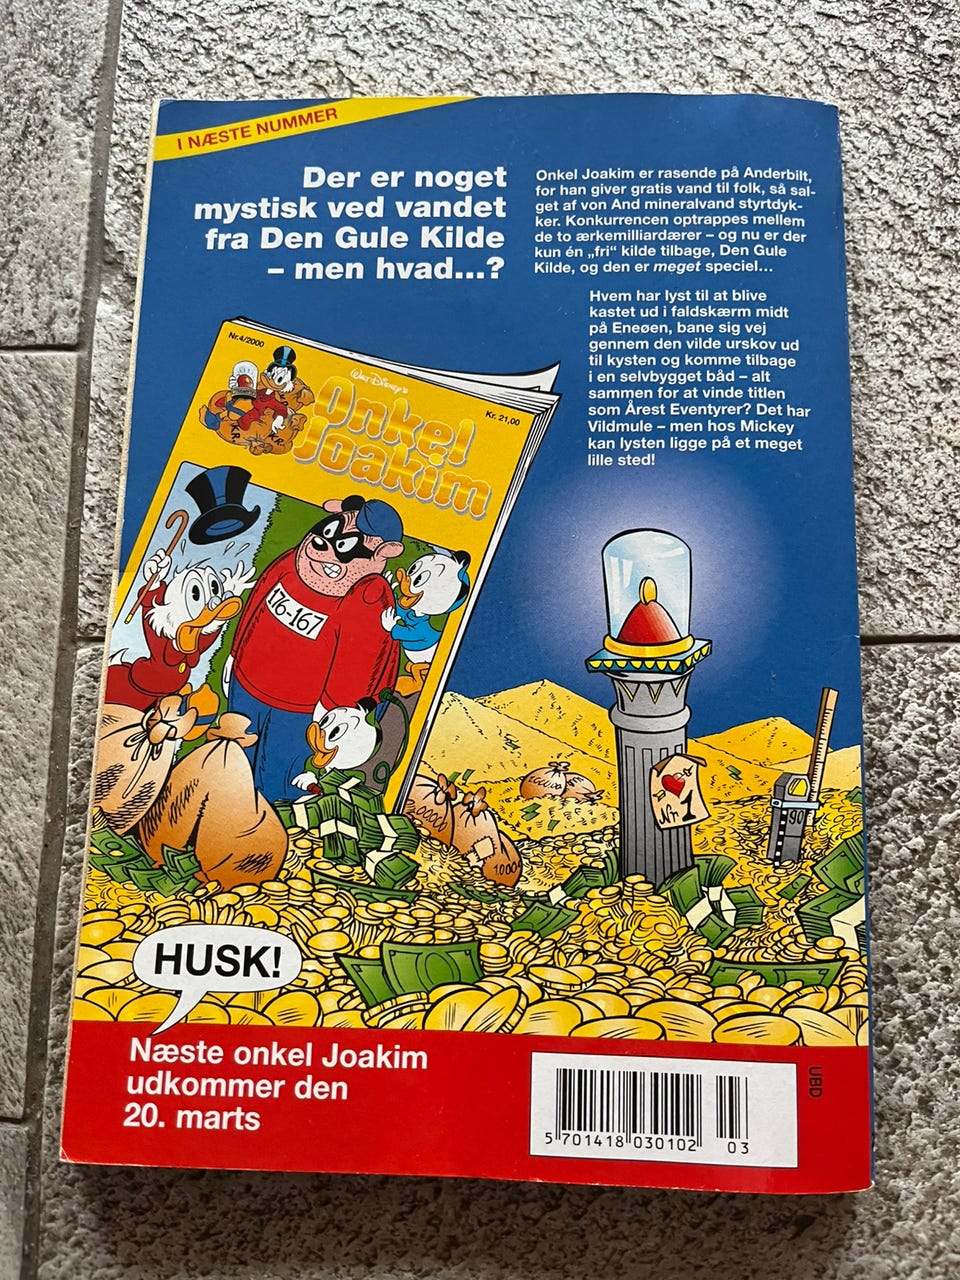 I NÆSTE NUMMER
Der er noget
mystisk ved vandet
fra Den Gule Kilde
– men hvad...?
Onkel Joakim er rasende på Anderbilt,
for han giver gratis vand til folk, så sal-
get af von And mineralvand styrtdyk-
ker. Konkurrencen optrappes mellem
de to ærkemilliardærer – og nu er der
kun én „fri“ kilde tilbage, Den Gule
Kilde, og den er meget speciel...
Hvem har lyst til at blive
kastet ud i faldskærm midt
på Eneøen, bane sig vej
gennem den vilde urskov ud
til kysten og komme tilbage
i en selvbygget båd – alt
sammen for at vinde titlen
som Årest Eventyrer? Det har
Vildmule – men hos Mickey
kan lysten ligge på et meget
lille sted!
Nr.4/2000
Walt Disney's
Kr. 21,00
Onkel
Joakim
KR.
KR.
176-167
Nr. 1
90
1.000
HUSK!
Næste onkel Joakim
udkommer den
20. marts
UBD
5 701418 030102 03